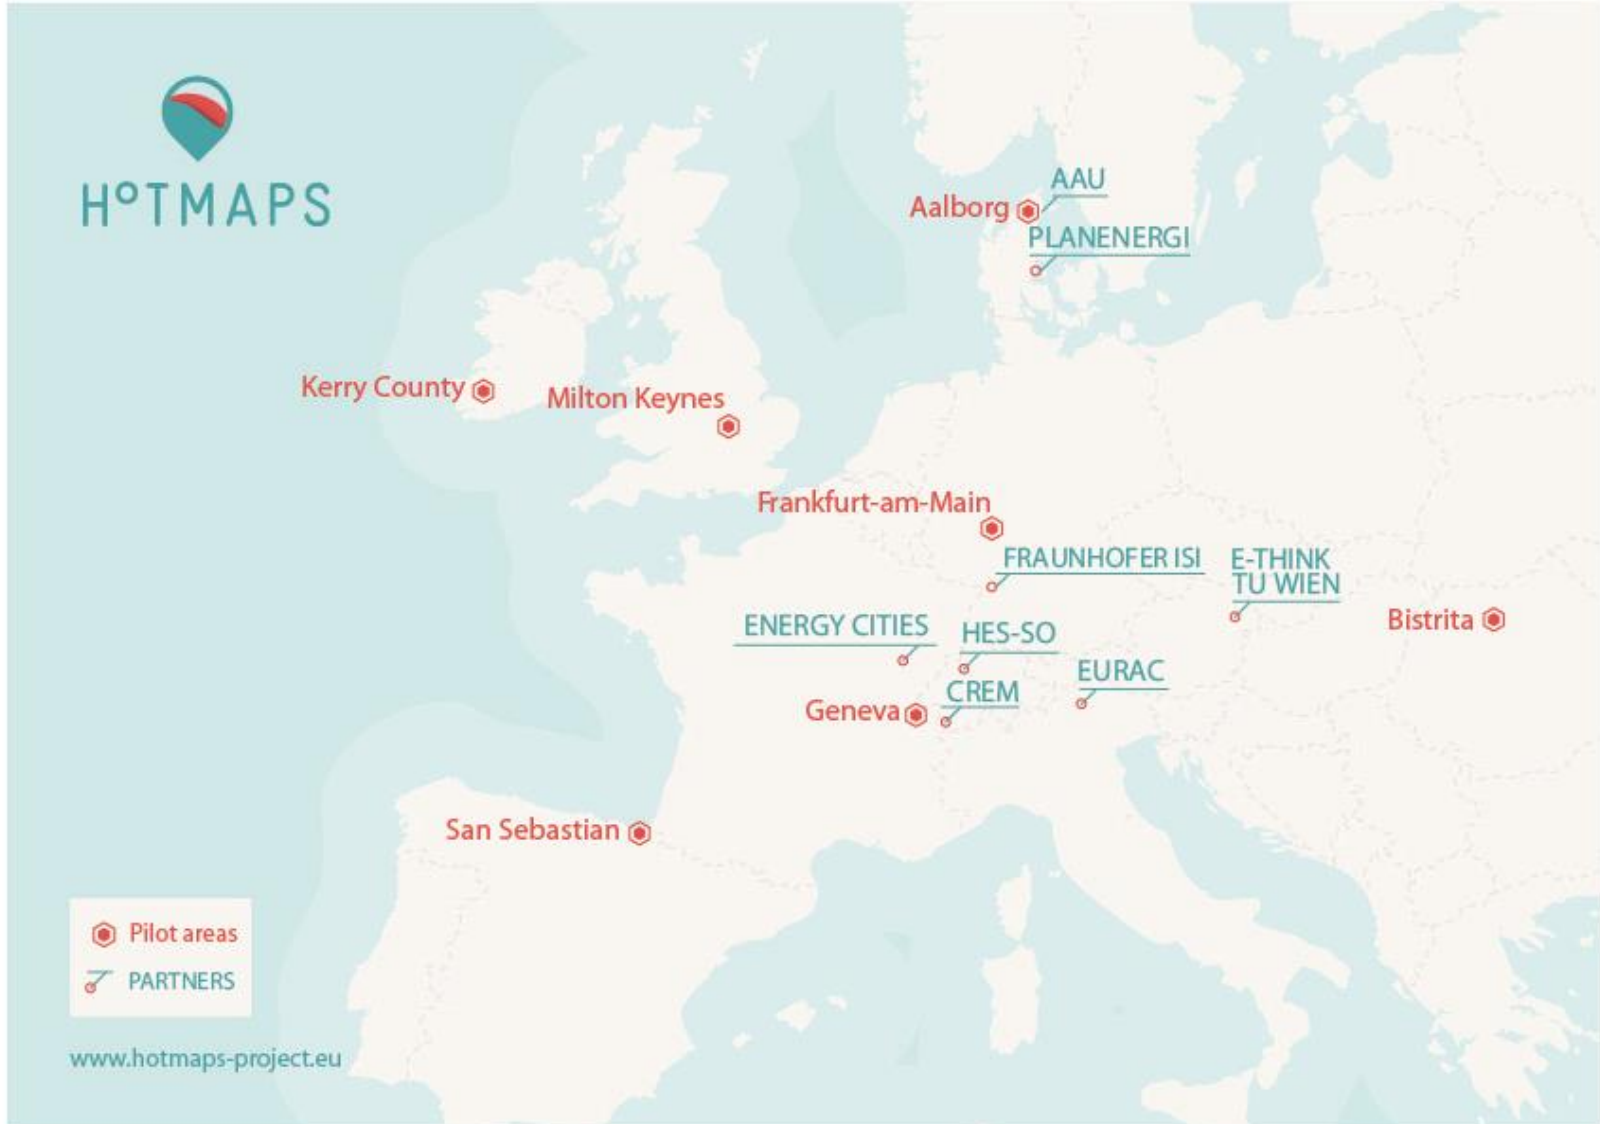 HOTMAPS
AAU
Aalborg
PLANENERGI
Kerry County
Milton Keynes
Frankfurt-am-Main
FRAUNHOFER ISI
E-THINK
TU WIEN
Bistrita
ENERGY CITIES
HES-SO
EURAC
CREM
Geneva
San Sebastian
Pilot areas
PARTNERS
www.hotmaps-project.eu